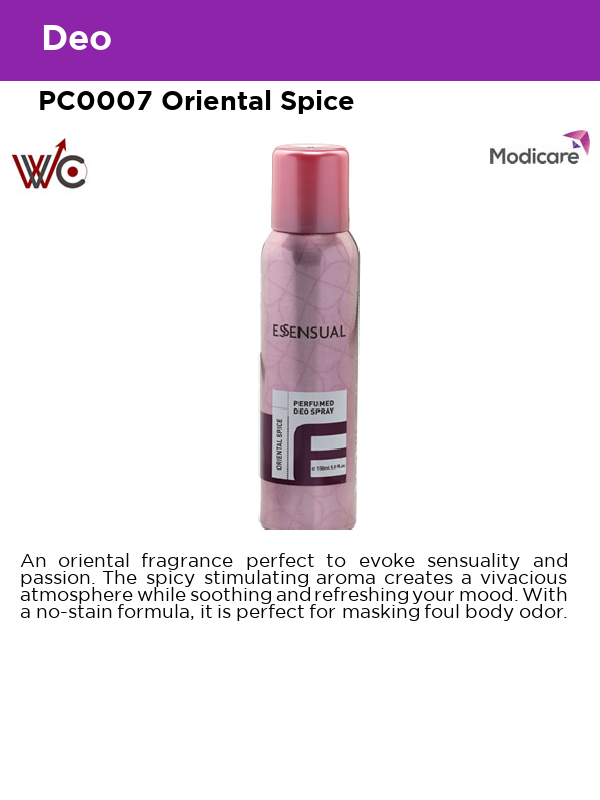 Deo
PC0007 Oriental Spice
WC
Modicare
ESSENSUAL
PERFUMED
DEO SPRAY
ORIENTAL SPICE
An oriental fragrance perfect to evoke sensuality and
passion. The spicy stimulating aroma creates a vivacious
atmosphere while soothing and refreshing your mood. With
a no-stain formula, it is perfect for masking foul body odor.